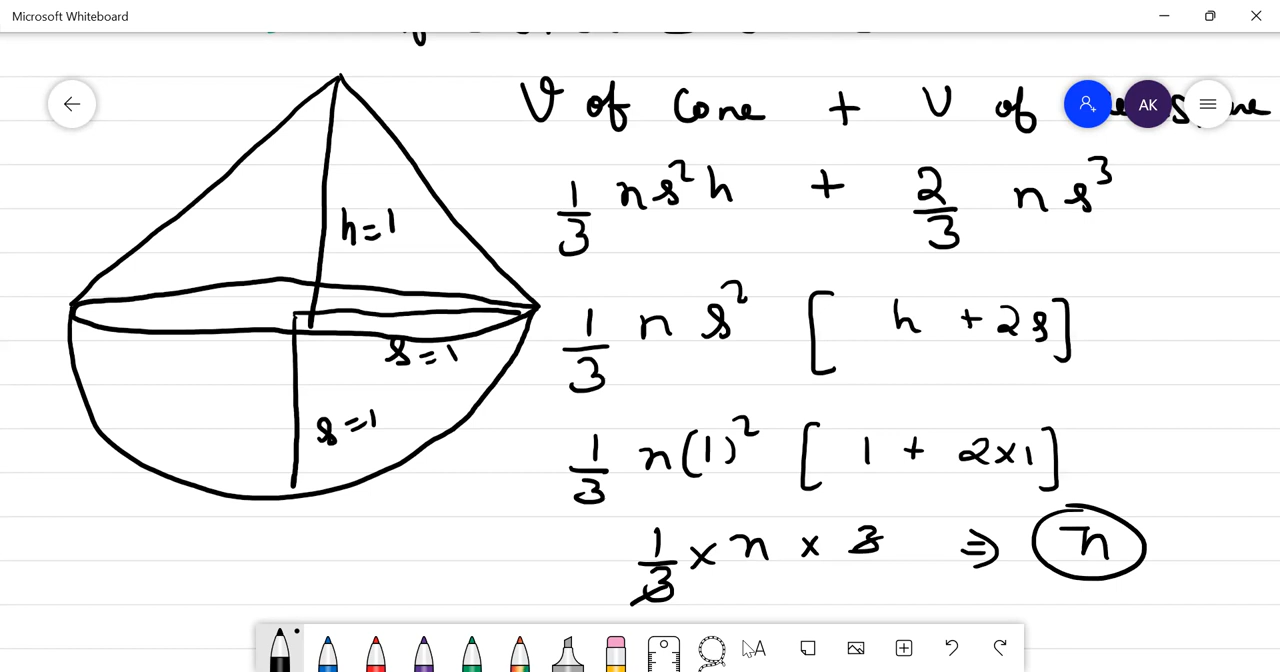 Microsoft Whiteboard
V of Cone + V of
AK
1/3 πr²h + 2/3 πr³
h=1
1/3 πr² [h + 2r]
r=1
r=1
1/3 π(1)² [1 + 2×1]
1/3 × π × 3 ⇒ π